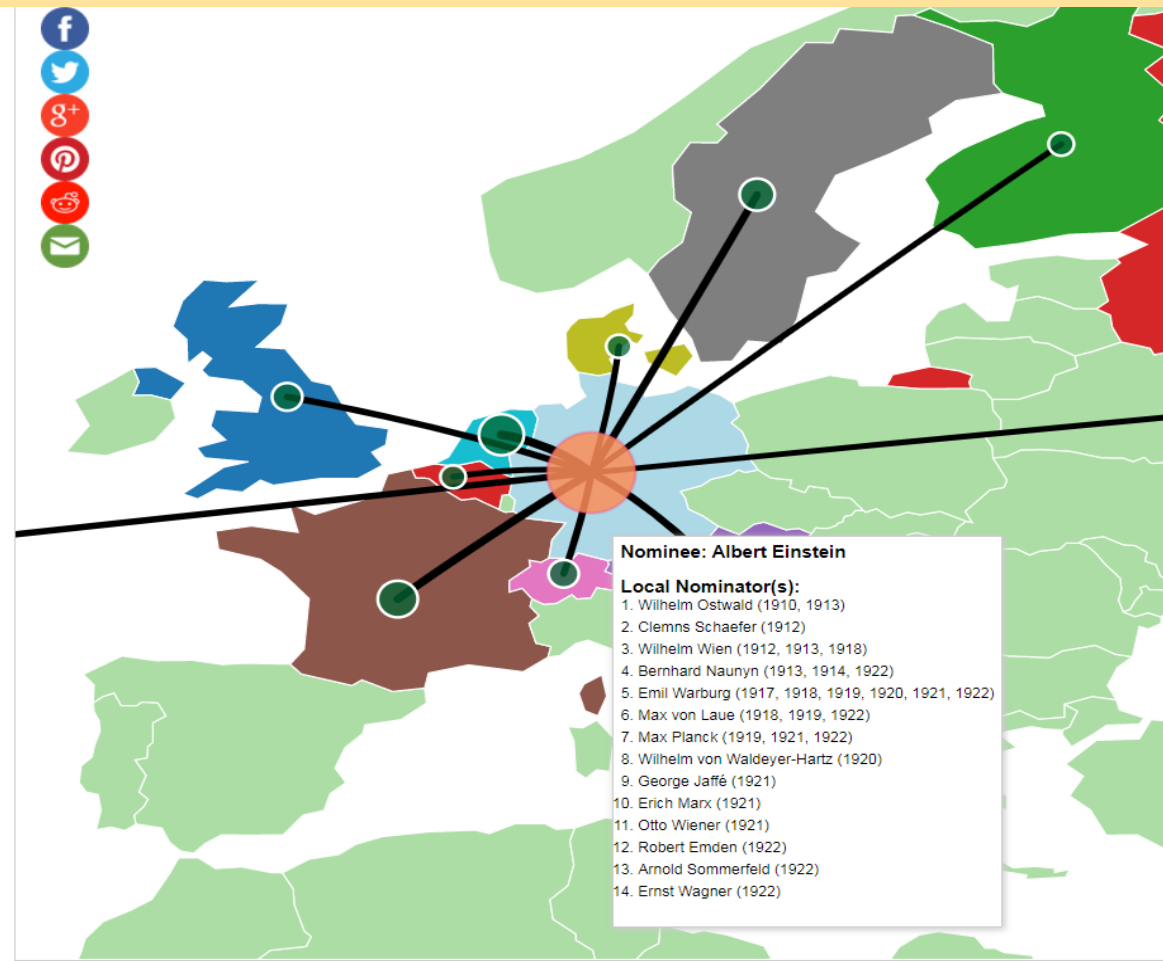 f
g+
Nominee: Albert Einstein
Local Nominator(s):
1. Wilhelm Ostwald (1910, 1913)
2. Clemns Schaefer (1912)
3. Wilhelm Wien (1912, 1913, 1918)
4. Bernhard Naunyn (1913, 1914, 1922)
5. Emil Warburg (1917, 1918, 1919, 1920, 1921, 1922)
6. Max von Laue (1918, 1919, 1922)
7. Max Planck (1919, 1921, 1922)
8. Wilhelm von Waldeyer-Hartz (1920)
9. George Jaffé (1921)
10. Erich Marx (1921)
11. Otto Wiener (1921)
12. Robert Emden (1922)
13. Arnold Sommerfeld (1922)
14. Ernst Wagner (1922)